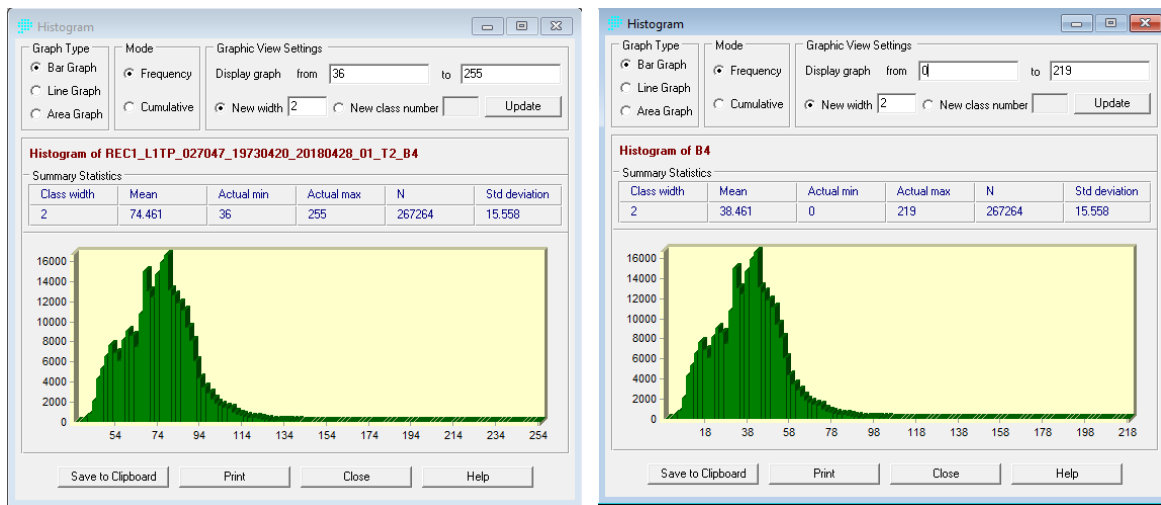 Histogram
Graph Type
Bar Graph
Line Graph
Area Graph
Mode
Frequency
Cumulative
Graphic View Settings
Display graph from 36 to 255
New width 2 New class number Update
Histogram of REC1_L1TP_027047_19730420_20180428_01_T2_B4
Summary Statistics
Class width Mean Actual min Actual max N Std deviation
2 74.461 36 255 267264 15.558
16000
14000
12000
10000
8000
6000
4000
2000
0
54 74 94 114 134 154 174 194 214 234 254
Save to Clipboard Print Close Help
Histogram
Graph Type
Bar Graph
Line Graph
Area Graph
Mode
Frequency
Cumulative
Graphic View Settings
Display graph from 0 to 219
New width 2 New class number Update
Histogram of B4
Summary Statistics
Class width Mean Actual min Actual max N Std deviation
2 38.461 0 219 267264 15.558
16000
14000
12000
10000
8000
6000
4000
2000
0
18 38 58 78 98 118 138 158 178 198 218
Save to Clipboard Print Close Help